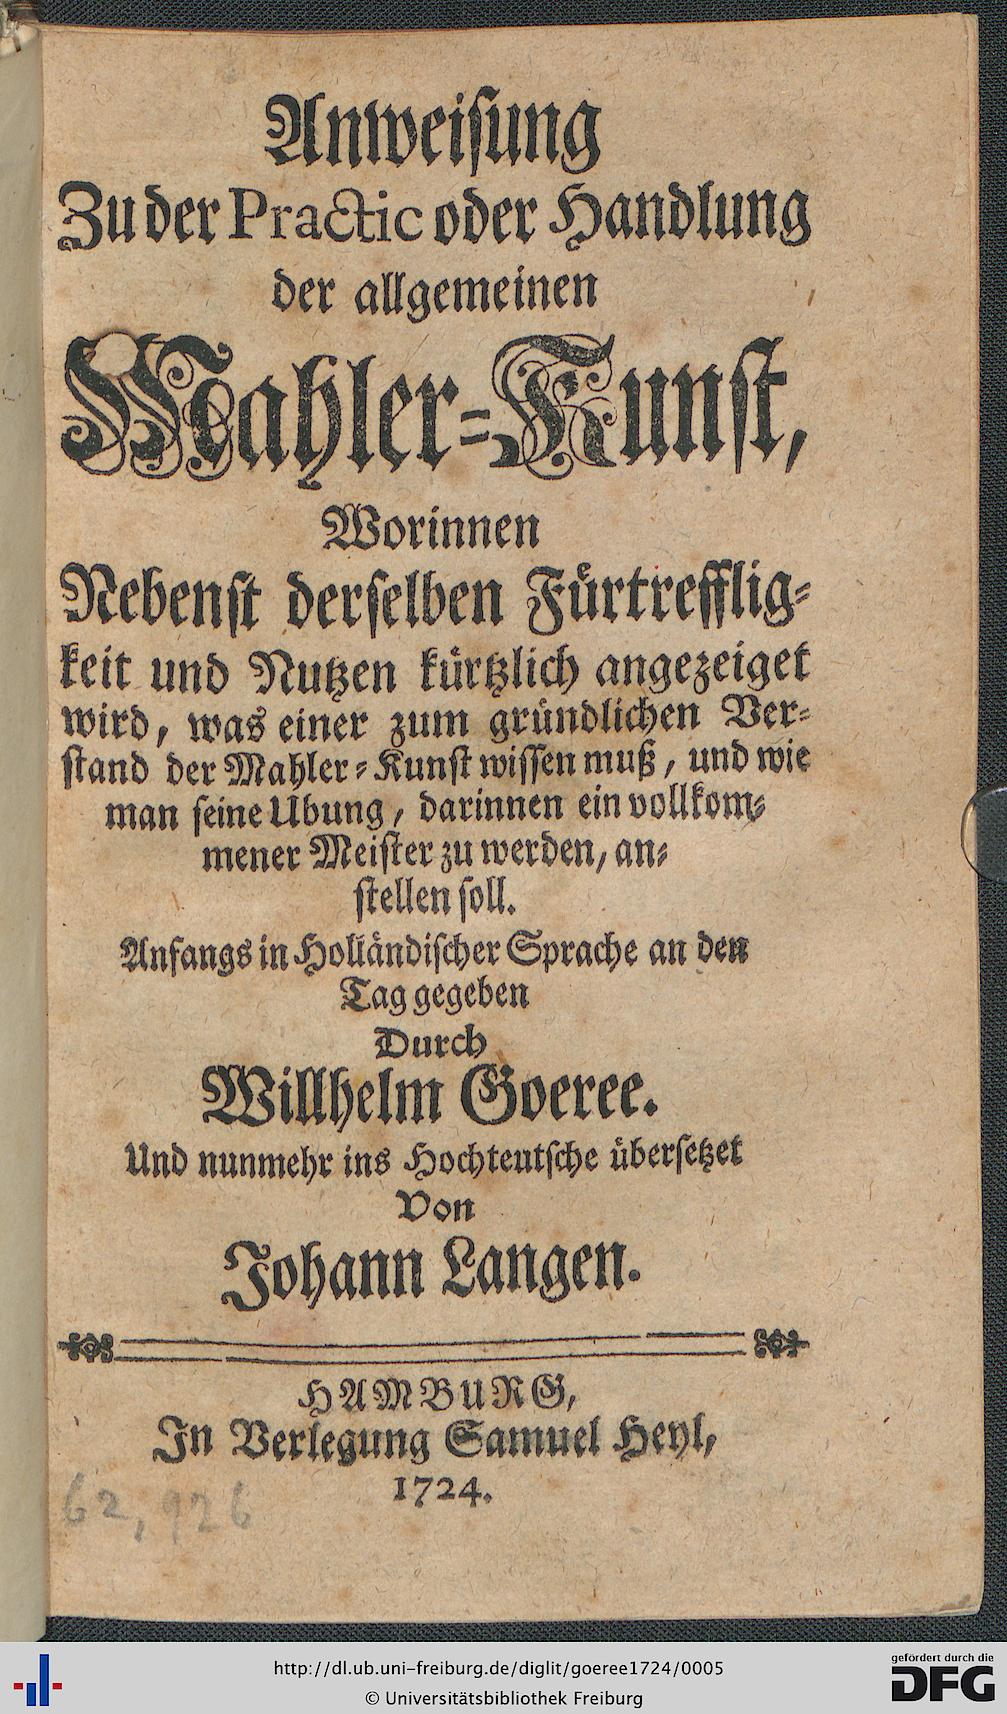 Anweisung
Zu der Practic oder Handlung
der allgemeinen
Mahler-Kunst,
Worinnen
Nebenst derselben Fürtrefflig-
keit und Nutzen kürtzlich angezeiget
wird, was einer zum gründlichen Ver-
stand der Mahler-Kunst wissen muß, und wie
man seine Ubung, darinnen ein vollkom-
mener Meister zu werden, an-
stellen soll.
Anfangs in Holländischer Sprache an den
Tag gegeben
Durch
Willhelm Goeree.
Und nunmehr ins Hochteutsche übersetzet
Von
Johann Langen.
HAMBURG,
In Verlegung Samuel Heyl,
1724.
62,926
http://dl.ub.uni-freiburg.de/diglit/goeree1724/0005
© Universitätsbibliothek Freiburg
gefördert durch die
DFG